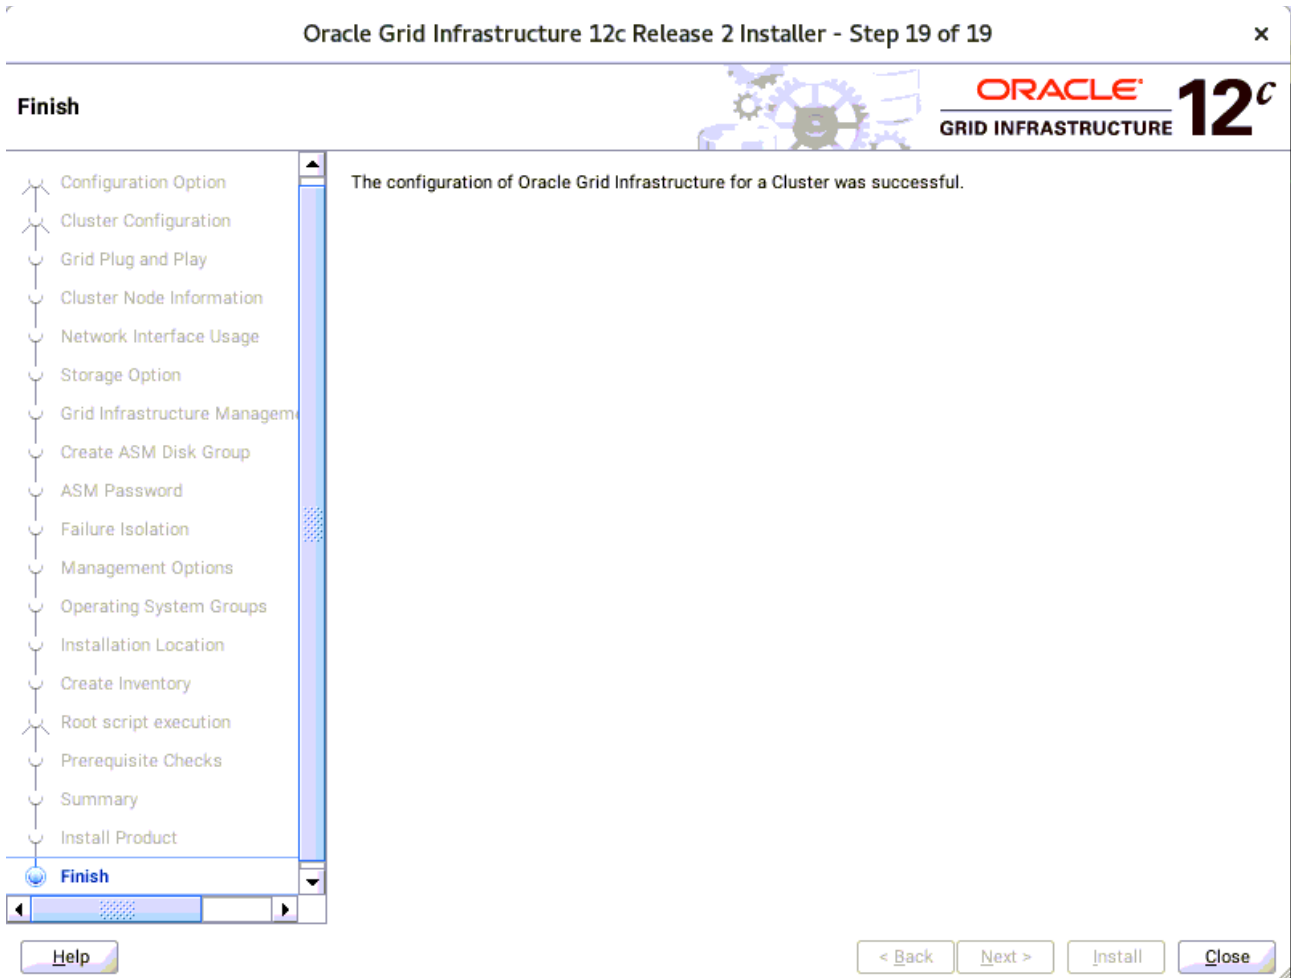 Oracle Grid Infrastructure 12c Release 2 Installer - Step 19 of 19
Finish
ORACLE
GRID INFRASTRUCTURE
12c
Configuration Option
Cluster Configuration
Grid Plug and Play
Cluster Node Information
Network Interface Usage
Storage Option
Grid Infrastructure Managem
Create ASM Disk Group
ASM Password
Failure Isolation
Management Options
Operating System Groups
Installation Location
Create Inventory
Root script execution
Prerequisite Checks
Summary
Install Product
Finish
The configuration of Oracle Grid Infrastructure for a Cluster was successful.
Help
< Back
Next >
Install
Close